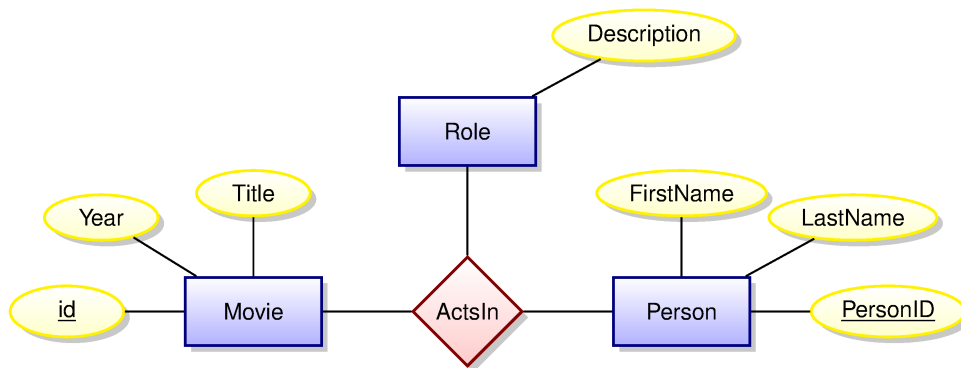 Description
Role
Title
FirstName
Year
LastName
id
Movie
ActsIn
Person
PersonID